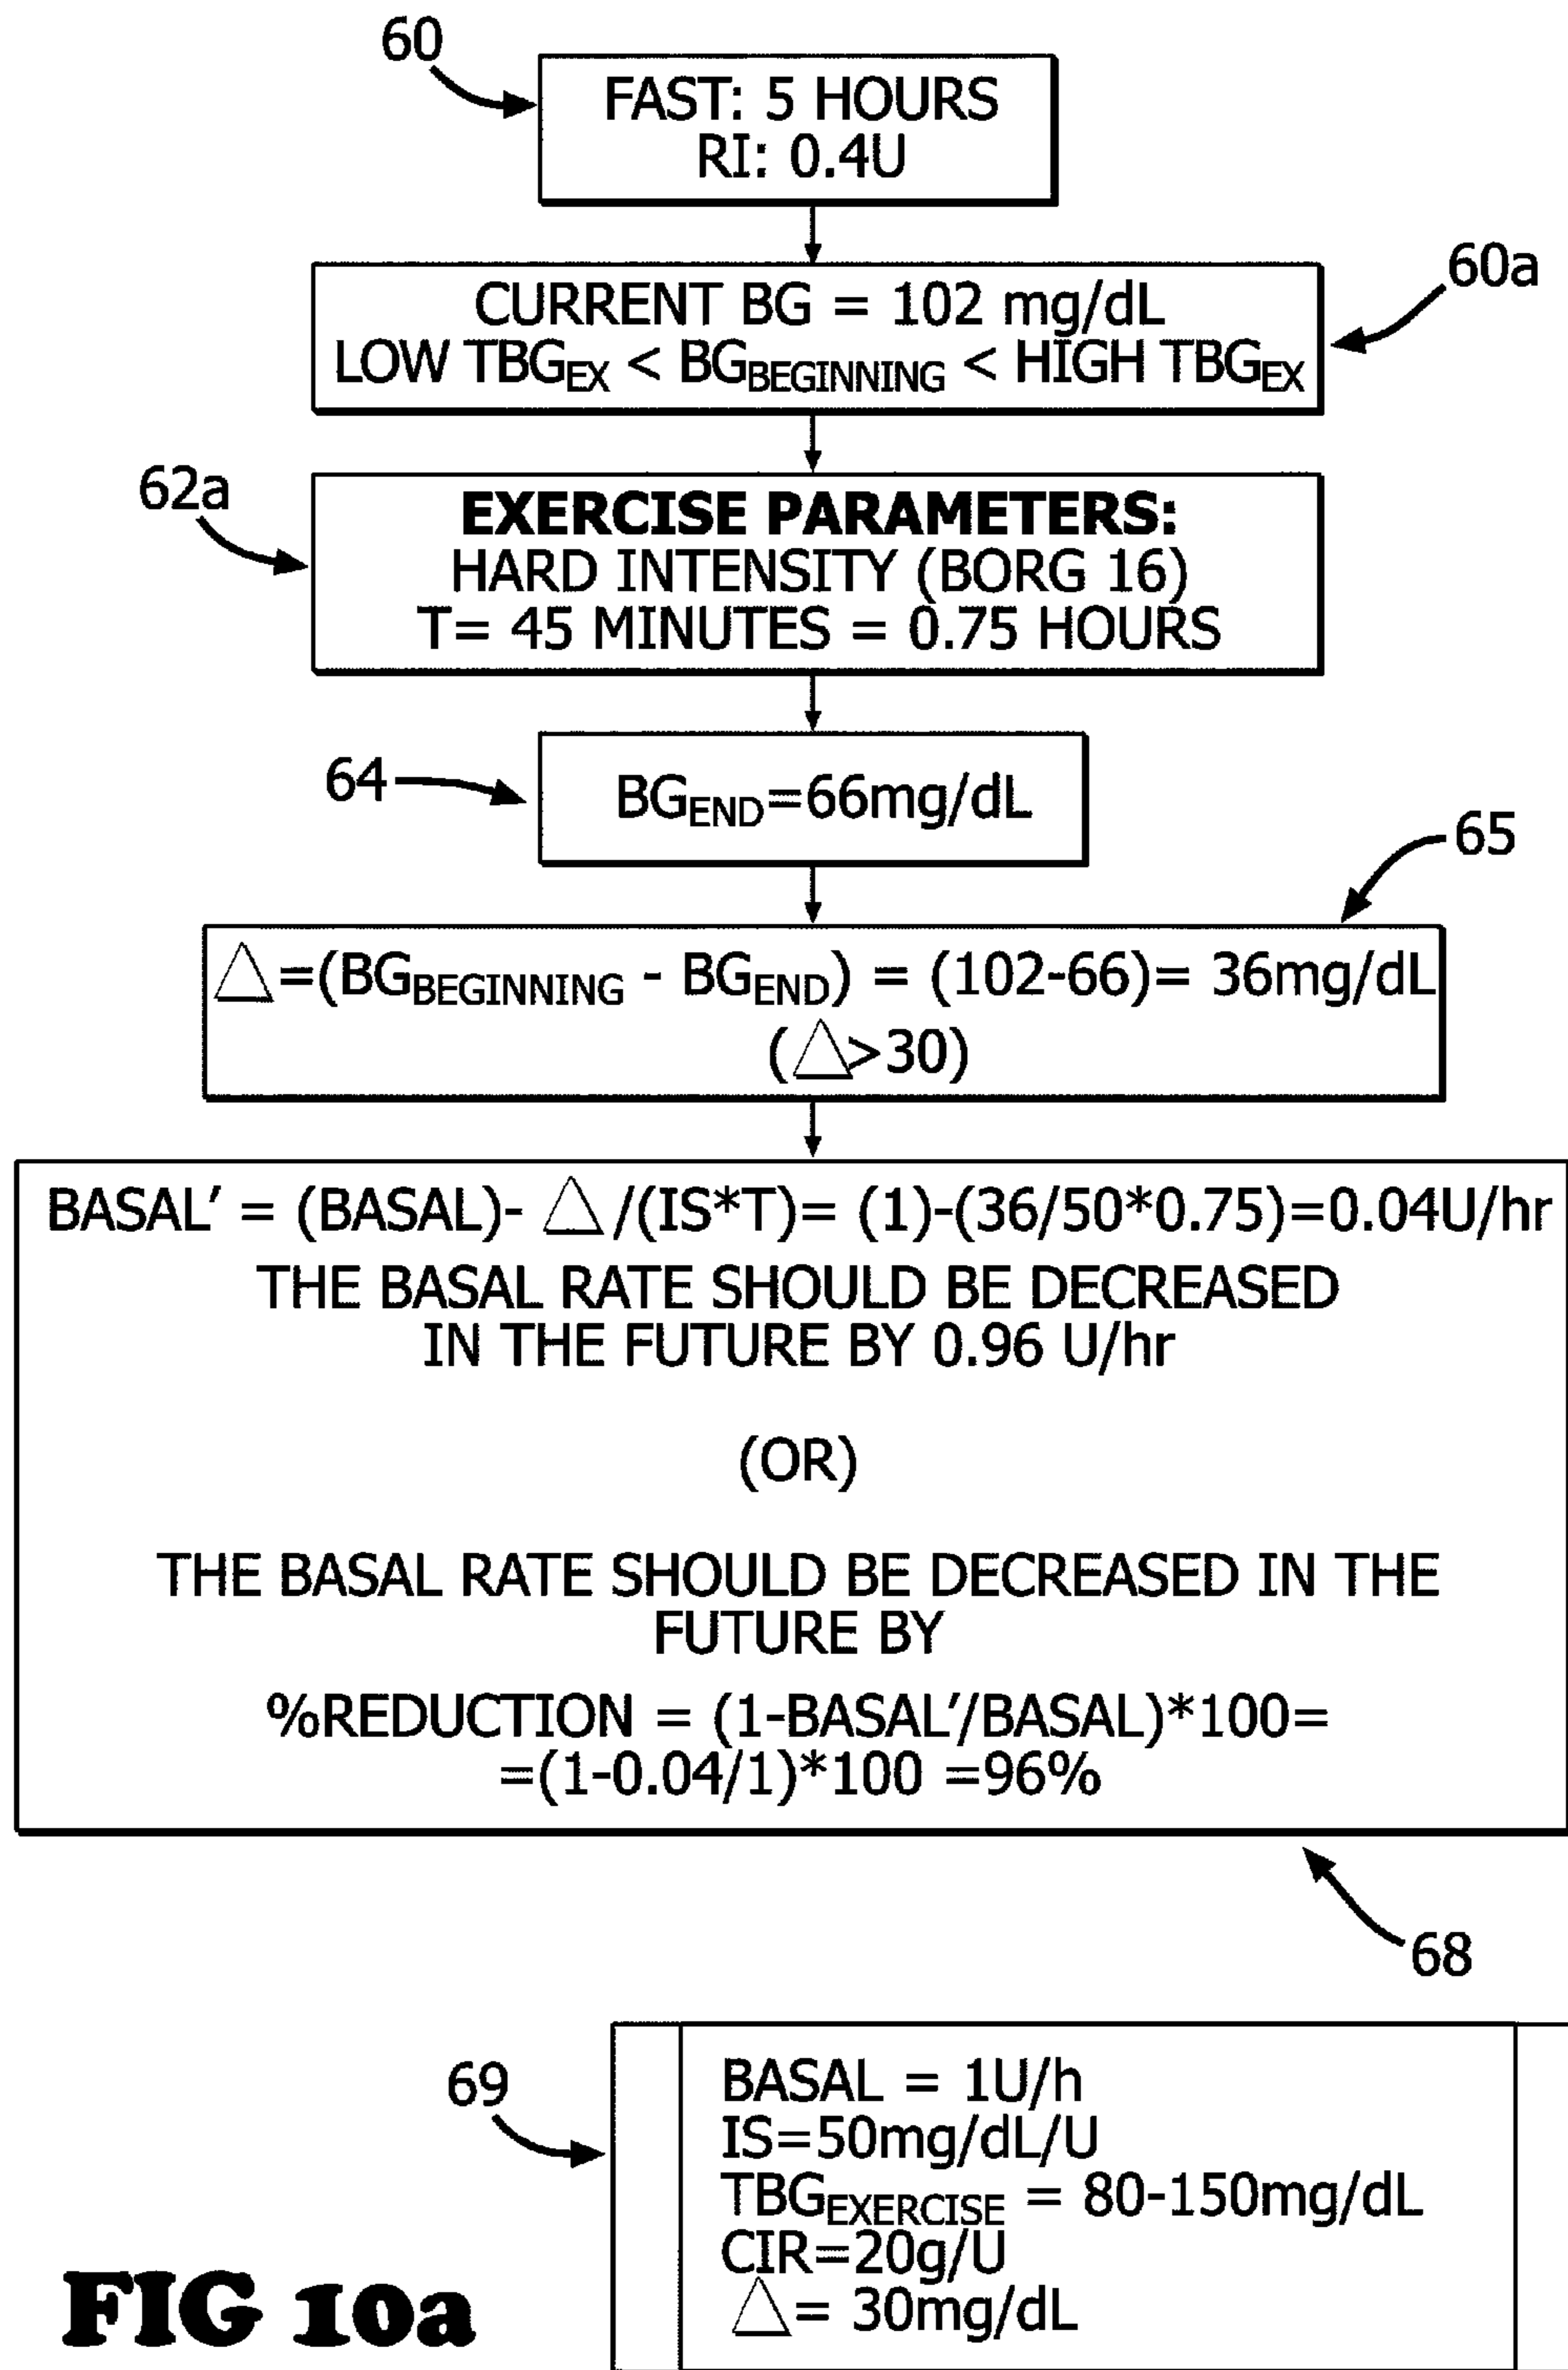 60
FAST: 5 HOURS
RI: 0.4U
CURRENT BG = 102 mg/dL
60a
LOW TBGEX < BGBEGINNING < HIGH TBGEX
62a
EXERCISE PARAMETERS:
HARD INTENSITY (BORG 16)
T= 45 MINUTES = 0.75 HOURS
64
BGEND=66mg/dL
65
△=(BGBEGINNING - BGEND) = (102-66)= 36mg/dL
(△>30)
BASAL' = (BASAL)- △/(IS*T)= (1)-(36/50*0.75)=0.04U/hr
THE BASAL RATE SHOULD BE DECREASED
IN THE FUTURE BY 0.96 U/hr
(OR)
THE BASAL RATE SHOULD BE DECREASED IN THE
FUTURE BY
%REDUCTION = (1-BASAL'/BASAL)*100=
=(1-0.04/1)*100 =96%
68
69
BASAL = 1U/h
IS=50mg/dL/U
TBGEXERCISE = 80-150mg/dL
CIR=20g/U
△= 30mg/dL
FIG 10a